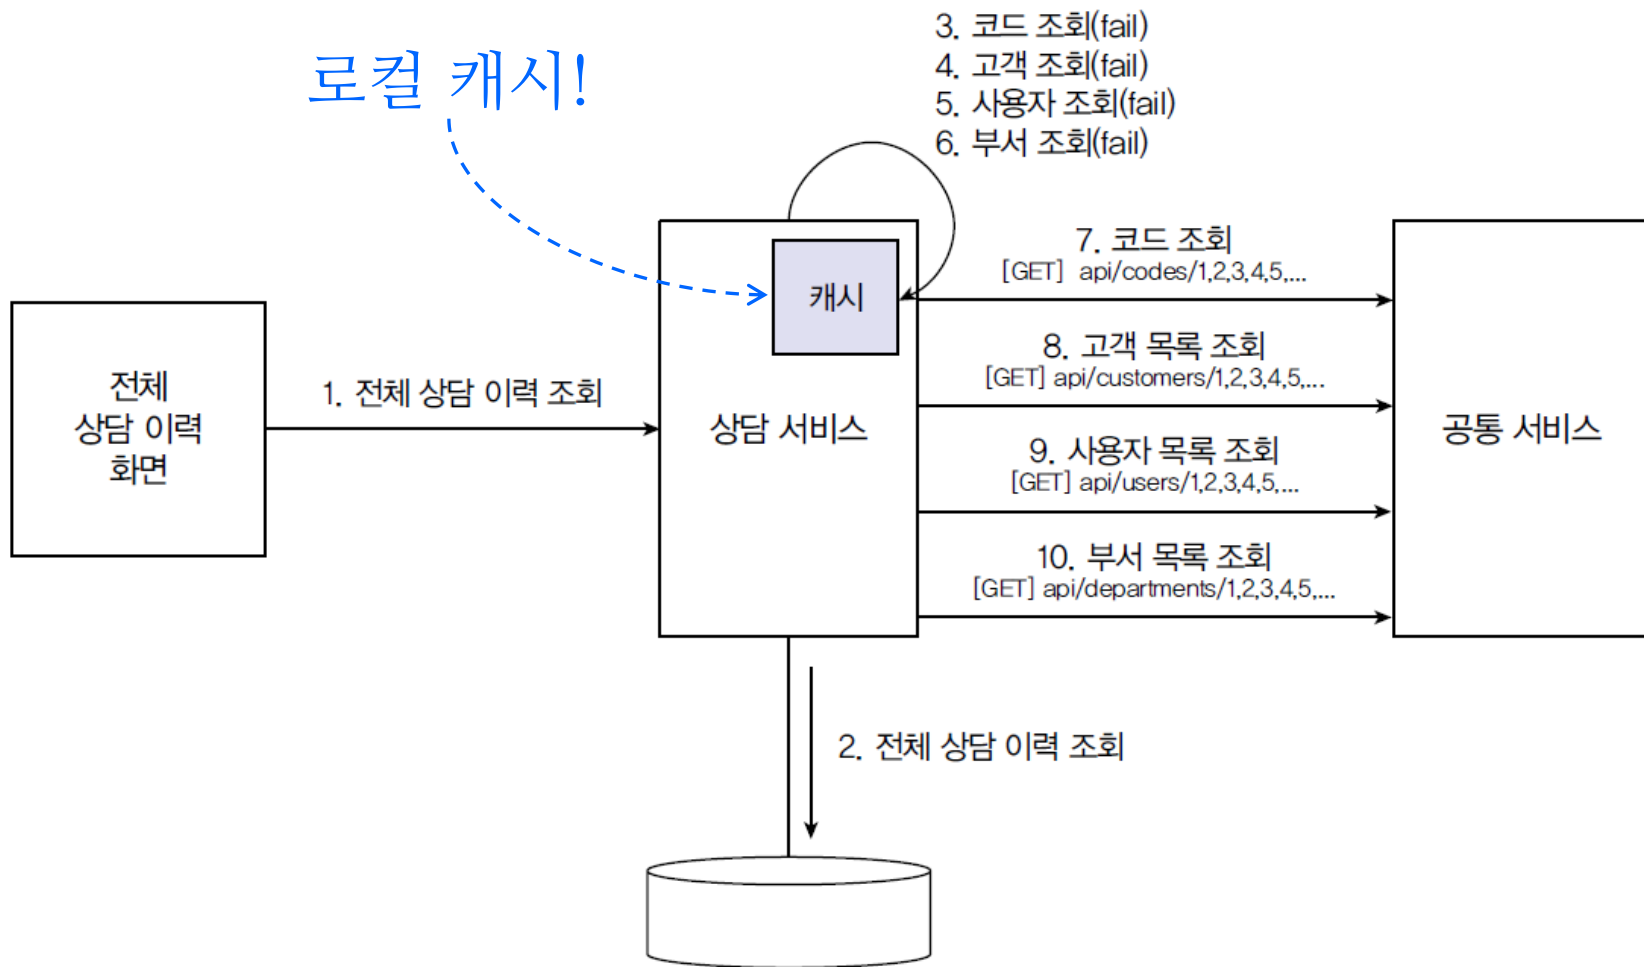 로컬 캐시!
3. 코드 조회(fail)
4. 고객 조회(fail)
5. 사용자 조회(fail)
6. 부서 조회(fail)
캐시
7. 코드 조회
[GET] api/codes/1,2,3,4,5,...
8. 고객 목록 조회
[GET] api/customers/1,2,3,4,5,...
전체
상담 이력
화면
1. 전체 상담 이력 조회
상담 서비스
공통 서비스
9. 사용자 목록 조회
[GET] api/users/1,2,3,4,5,...
10. 부서 목록 조회
[GET] api/departments/1,2,3,4,5,...
2. 전체 상담 이력 조회